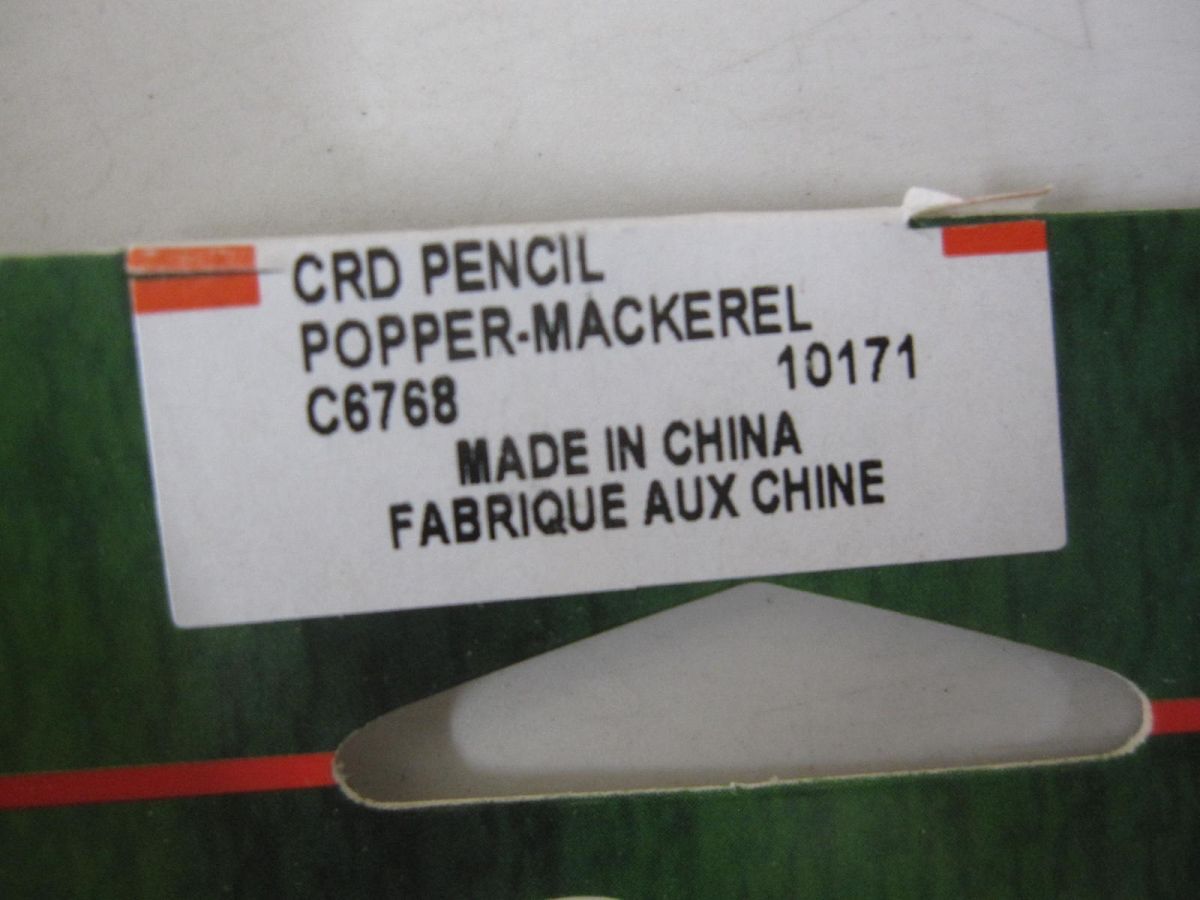 CRD PENCIL
POPPER-MACKEREL
C6768 10171
MADE IN CHINA
FABRIQUE AUX CHINE